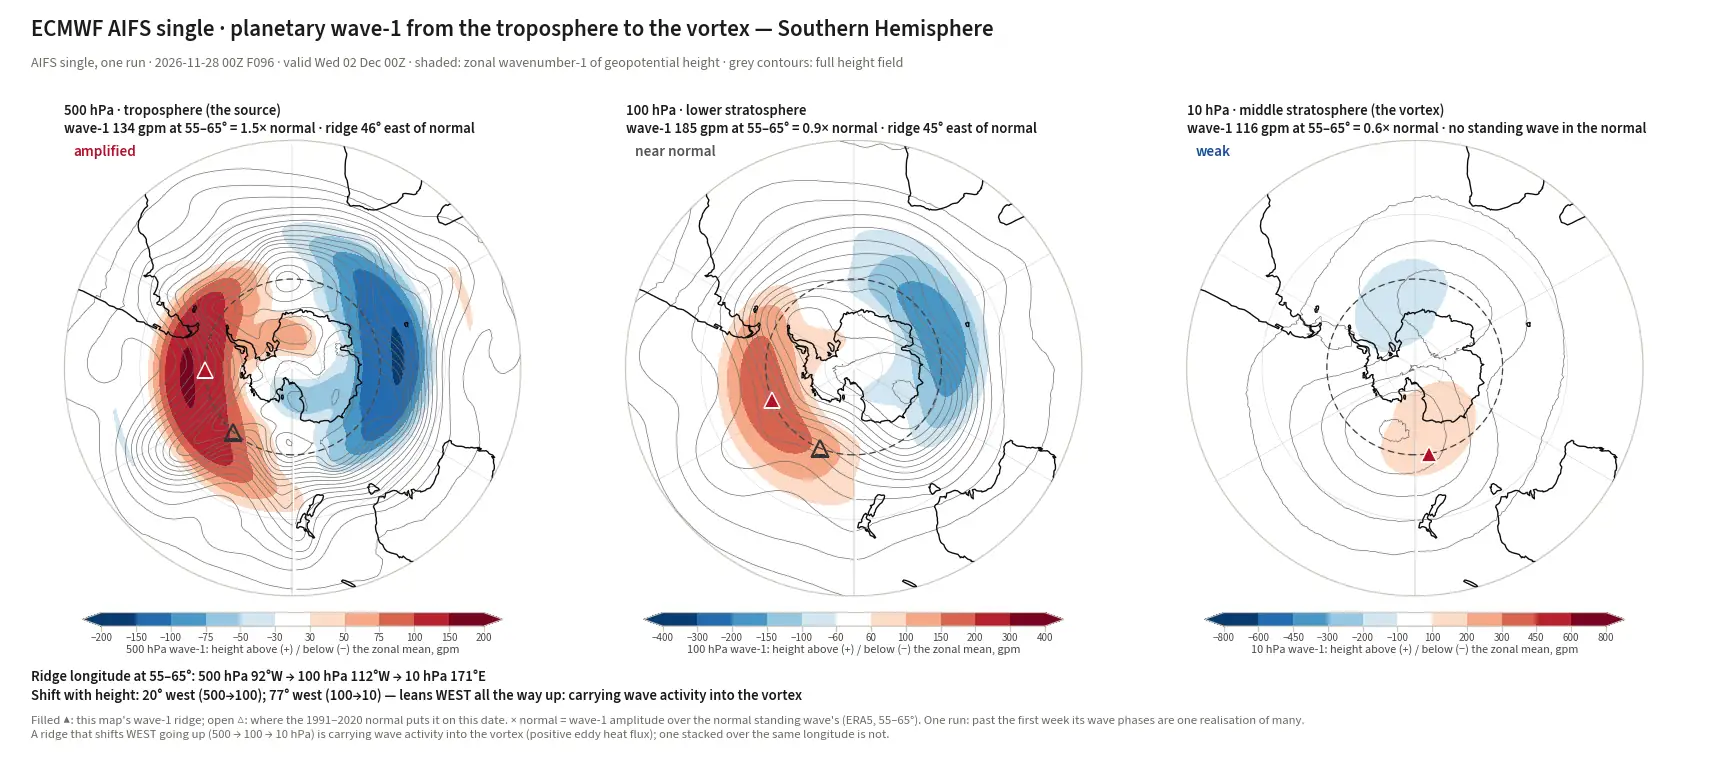 ECMWF AIFS single · planetary wave-1 from the troposphere to the vortex — Southern Hemisphere
AIFS single, one run · 2026-11-28 00Z F096 · valid Wed 02 Dec 00Z · shaded: zonal wavenumber-1 of geopotential height · grey contours: full height field
500 hPa · troposphere (the source)
wave-1 134 gpm at 55–65° = 1.5× normal · ridge 46° east of normal
amplified
100 hPa · lower stratosphere
wave-1 185 gpm at 55–65° = 0.9× normal · ridge 45° east of normal
near normal
10 hPa · middle stratosphere (the vortex)
wave-1 116 gpm at 55–65° = 0.6× normal · no standing wave in the normal
weak
−200 −150 −100 −75 −50 −30 30 50 75 100 150 200
500 hPa wave-1: height above (+) / below (−) the zonal mean, gpm
−400 −300 −200 −150 −100 −60 60 100 150 200 300 400
100 hPa wave-1: height above (+) / below (−) the zonal mean, gpm
−800 −600 −450 −300 −200 −100 100 200 300 450 600 800
10 hPa wave-1: height above (+) / below (−) the zonal mean, gpm
Ridge longitude at 55–65°: 500 hPa 92°W → 100 hPa 112°W → 10 hPa 171°E
Shift with height: 20° west (500→100); 77° west (100→10) — leans WEST all the way up: carrying wave activity into the vortex
Filled ▲: this map's wave-1 ridge; open △: where the 1991–2020 normal puts it on this date. × normal = wave-1 amplitude over the normal standing wave's (ERA5, 55–65°). One run: past the first week its wave phases are one realisation of many.
A ridge that shifts WEST going up (500 → 100 → 10 hPa) is carrying wave activity into the vortex (positive eddy heat flux); one stacked over the same longitude is not.